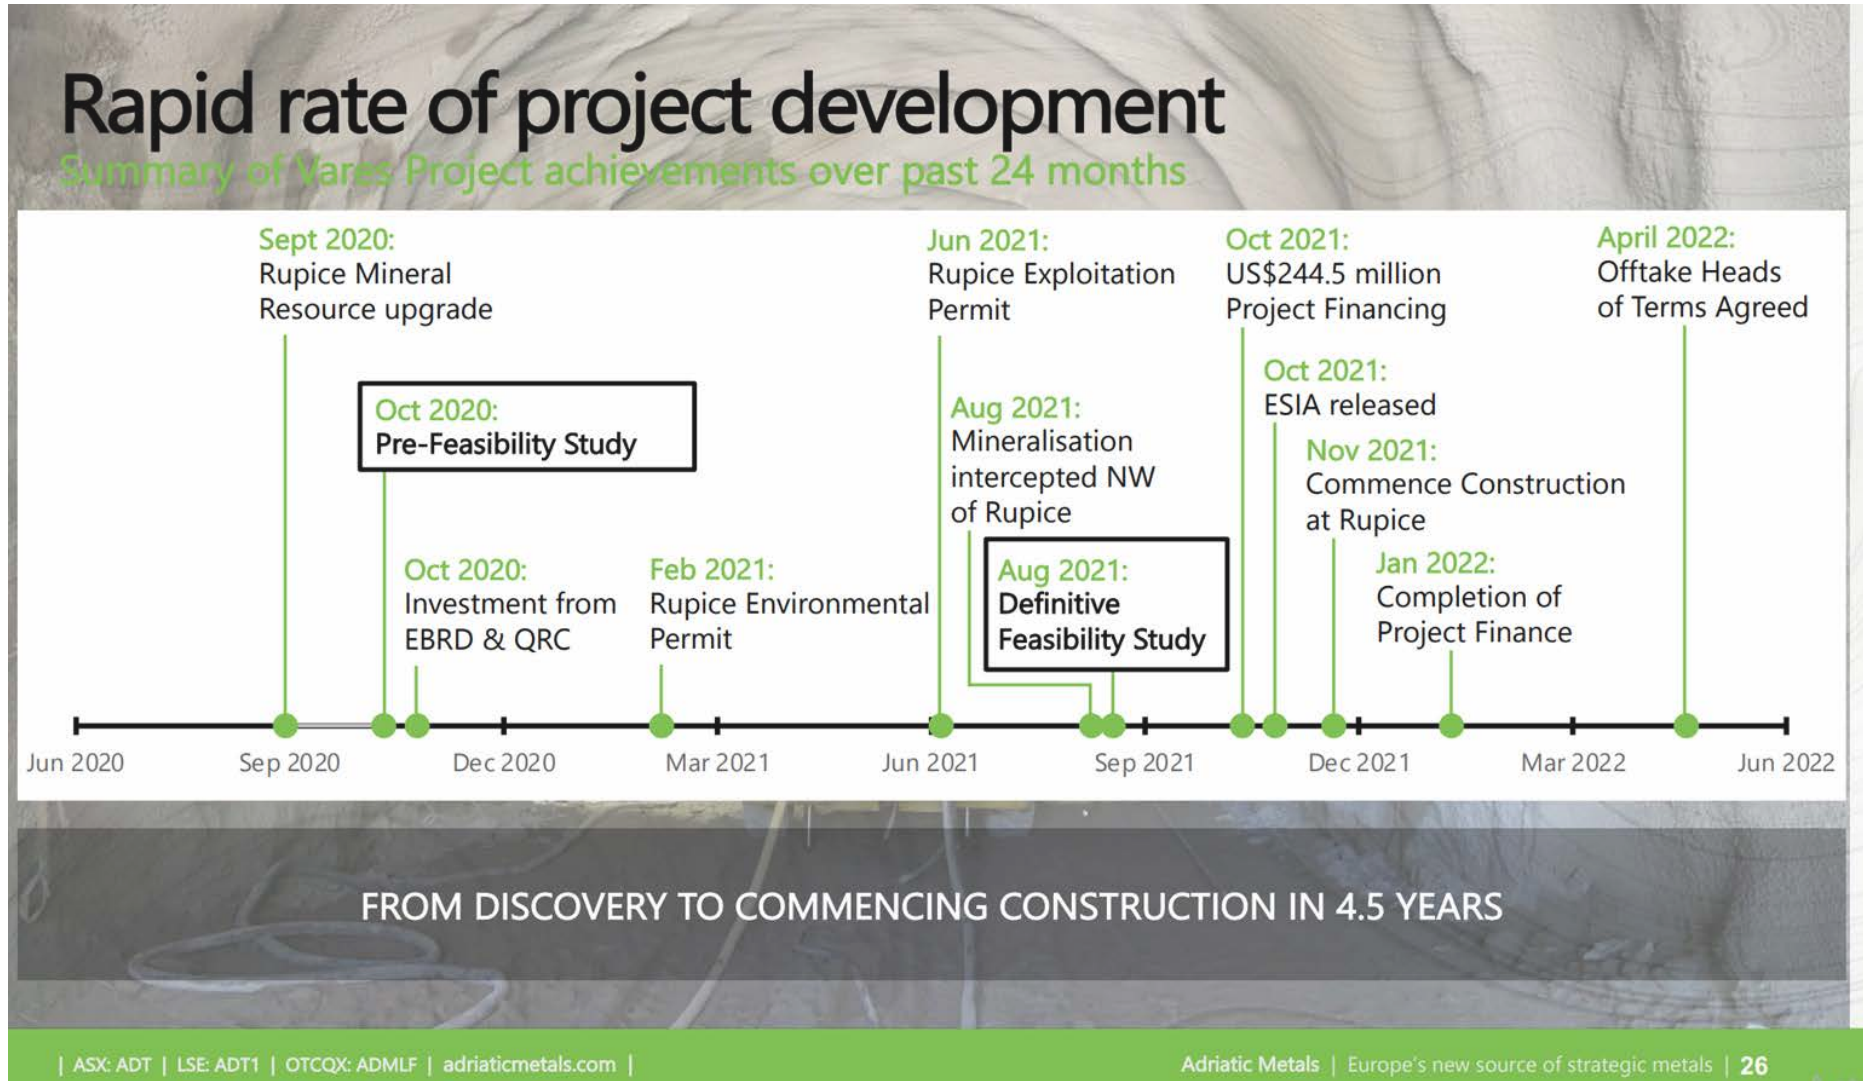 Rapid rate of project development
Summary of Vares Project achievements over past 24 months
Sept 2020:
Rupice Mineral
Resource upgrade
Oct 2020:
Pre-Feasibility Study
Oct 2020:
Investment from
EBRD & QRC
Feb 2021:
Rupice Environmental
Permit
Jun 2021:
Rupice Exploitation
Permit
Aug 2021:
Mineralisation
intercepted NW
of Rupice
Aug 2021:
Definitive
Feasibility Study
Oct 2021:
US$244.5 million
Project Financing
Oct 2021:
ESIA released
Nov 2021:
Commence Construction
at Rupice
Jan 2022:
Completion of
Project Finance
April 2022:
Offtake Heads
of Terms Agreed
Jun 2020 Sep 2020 Dec 2020 Mar 2021 Jun 2021 Sep 2021 Dec 2021 Mar 2022 Jun 2022
FROM DISCOVERY TO COMMENCING CONSTRUCTION IN 4.5 YEARS
| ASX: ADT | LSE: ADT1 | OTCQX: ADMLF | adriaticmetals.com |
Adriatic Metals | Europe's new source of strategic metals | 26